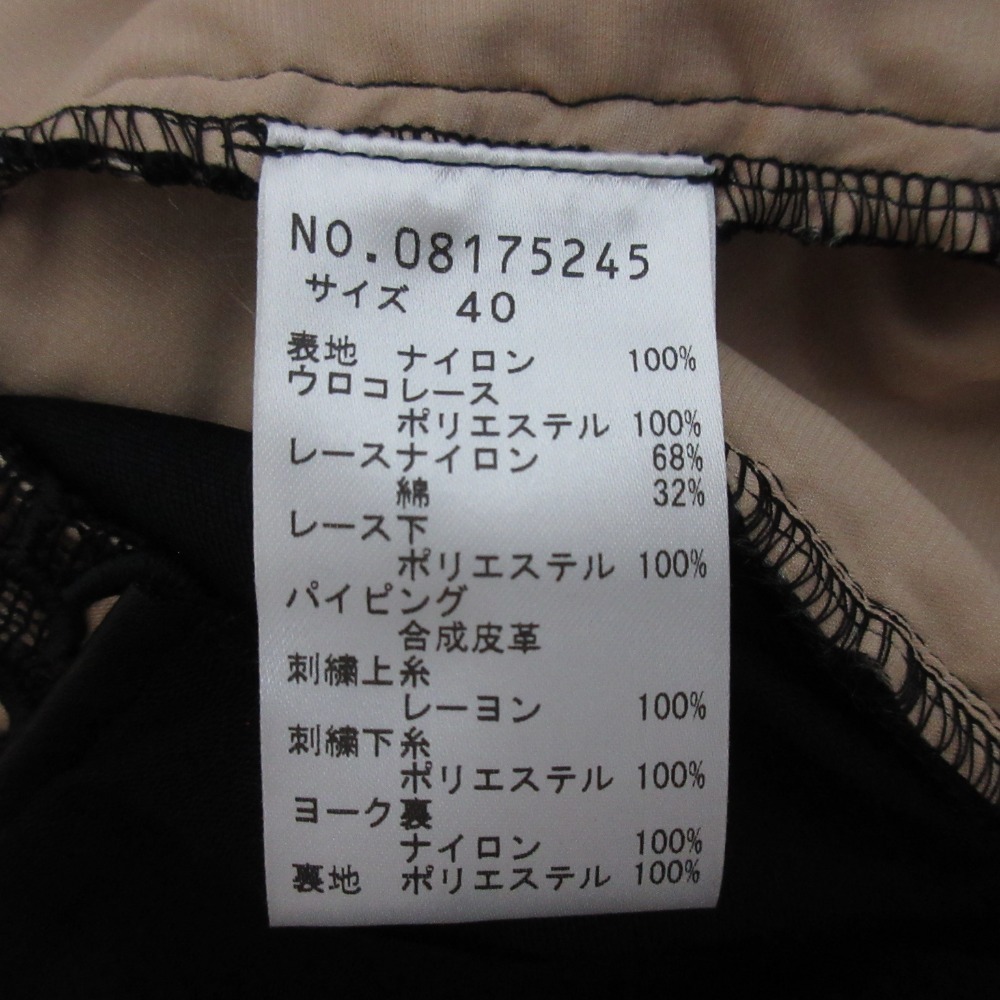 NO.08175245
サイズ 40
表地 ナイロン 100%
ウロコレース
ポリエステル 100%
レースナイロン 68%
綿 32%
レース下
ポリエステル 100%
パイピング
合成皮革
刺繍上糸
レーヨン 100%
刺繍下糸
ポリエステル 100%
ヨーク裏
ナイロン 100%
裏地 ポリエステル 100%